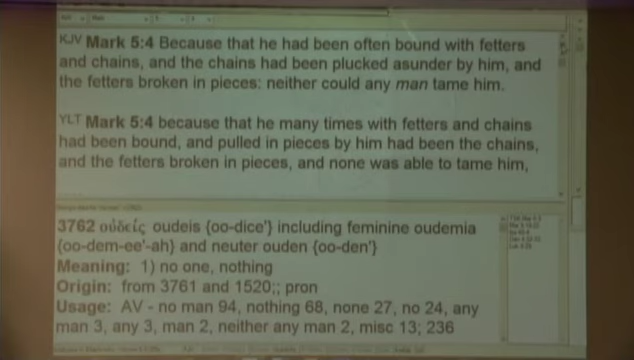 KJV Mark 5:4 Because that he had been often bound with fetters
and chains, and the chains had been plucked asunder by him, and
the fetters broken in pieces: neither could any man tame him.
YLT Mark 5:4 because that he many times with fetters and chains
had been bound, and pulled in pieces by him had been the chains,
and the fetters broken in pieces, and none was able to tame him,
3762 οὐδείς oudeis {oo-dice'} including feminine oudemia
{oo-dem-ee'-ah} and neuter ouden {oo-den'}
Meaning: 1) no one, nothing
Origin: from 3761 and 1520;; pron
Usage: AV - no man 94, nothing 68, none 27, no 24, any
man 3, any 3, man 2, neither any man 2, misc 13; 236